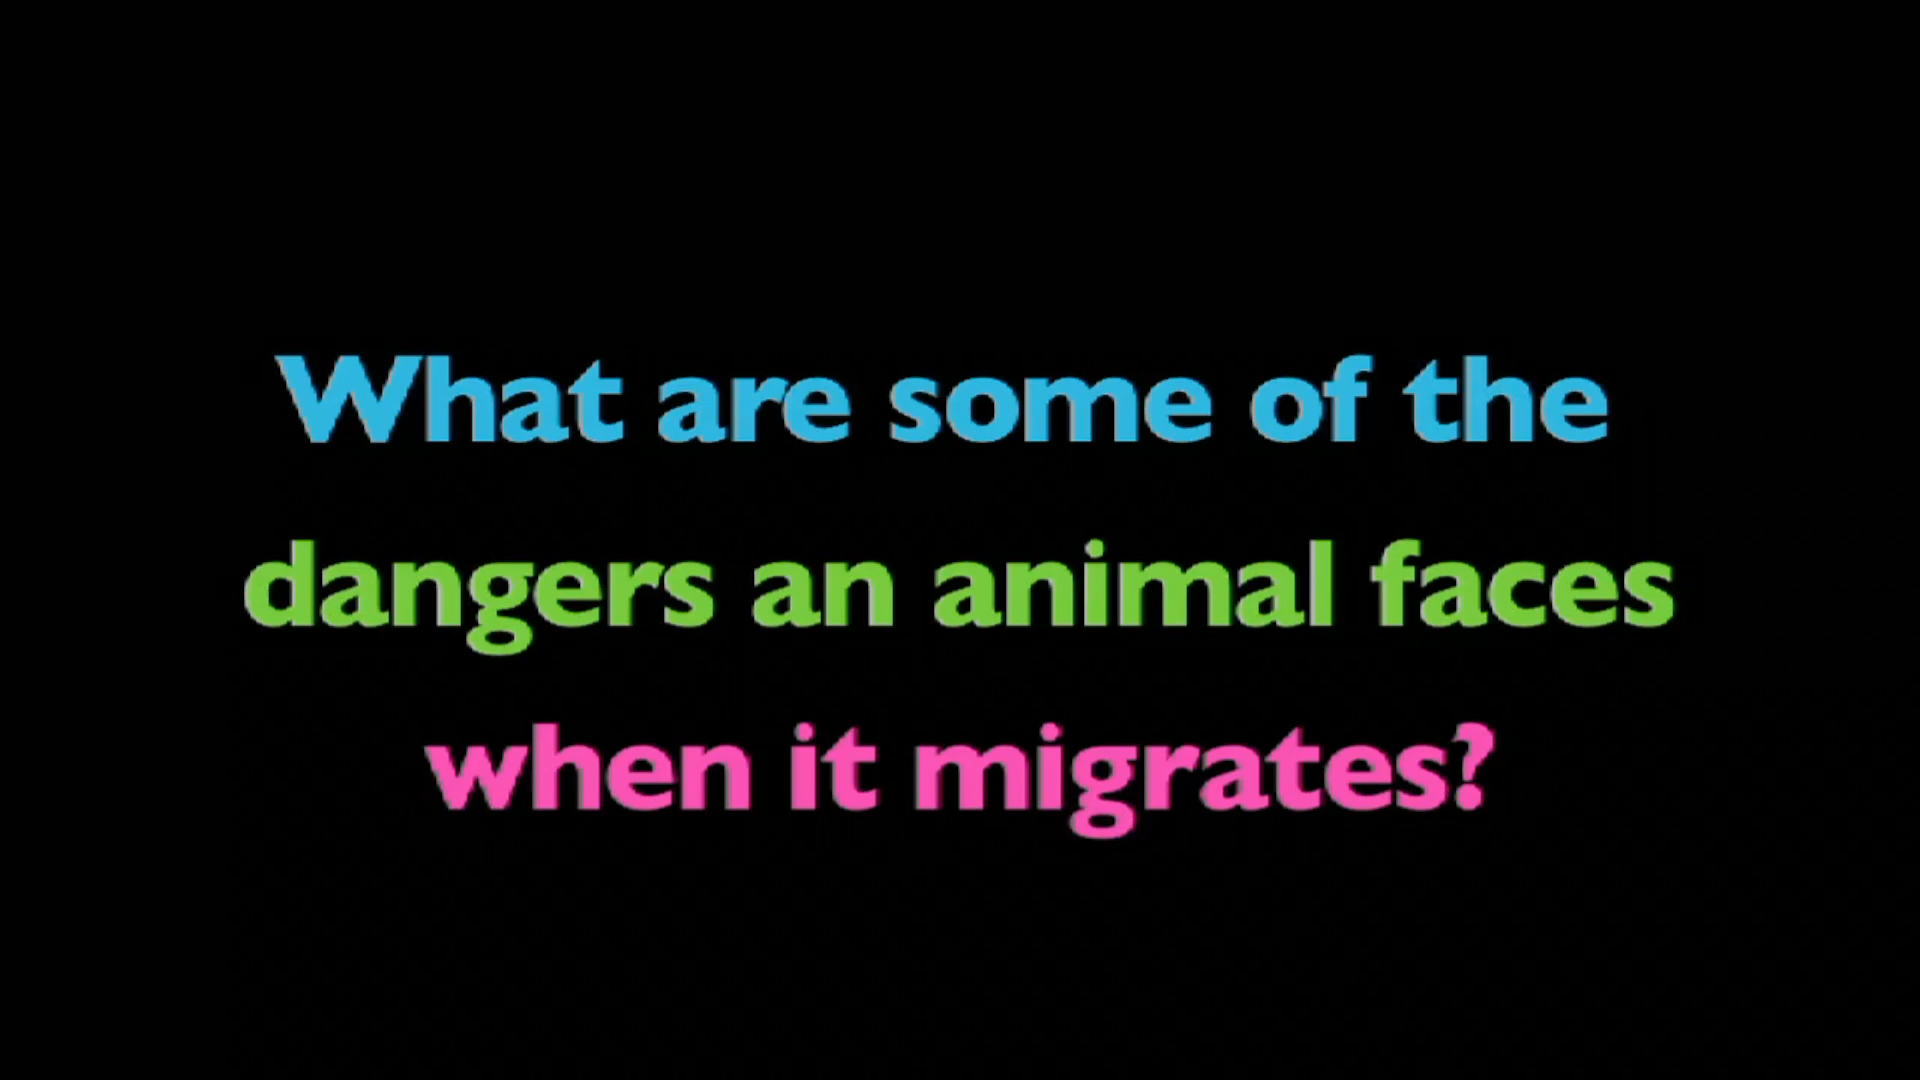 What are some of the
dangers an animal faces
when it migrates?